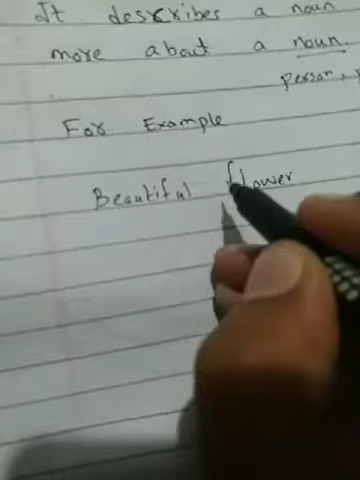 It describes a noun
more about a noun.
person,
For Example
Beautiful flower